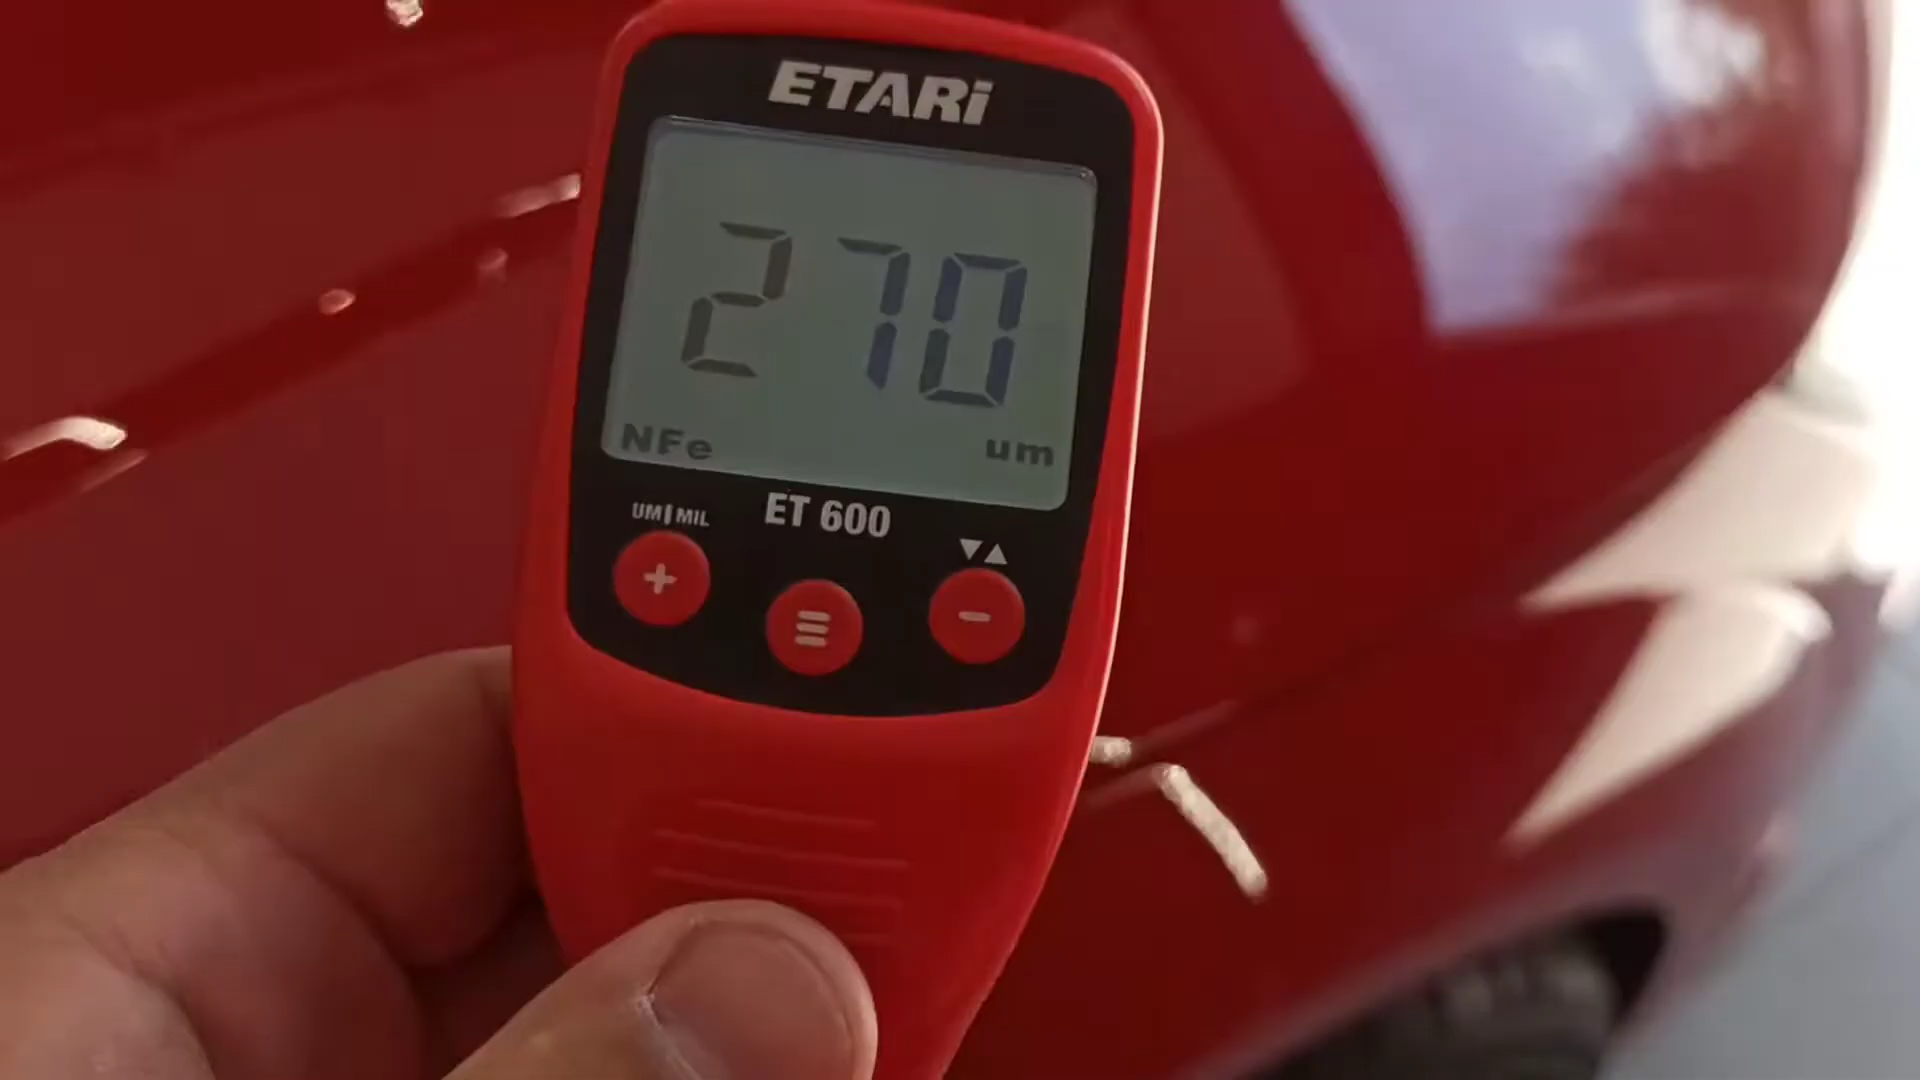 ETARi
270
NFe um
ET 600
UM|MIL
▼▲
+ ☰ -